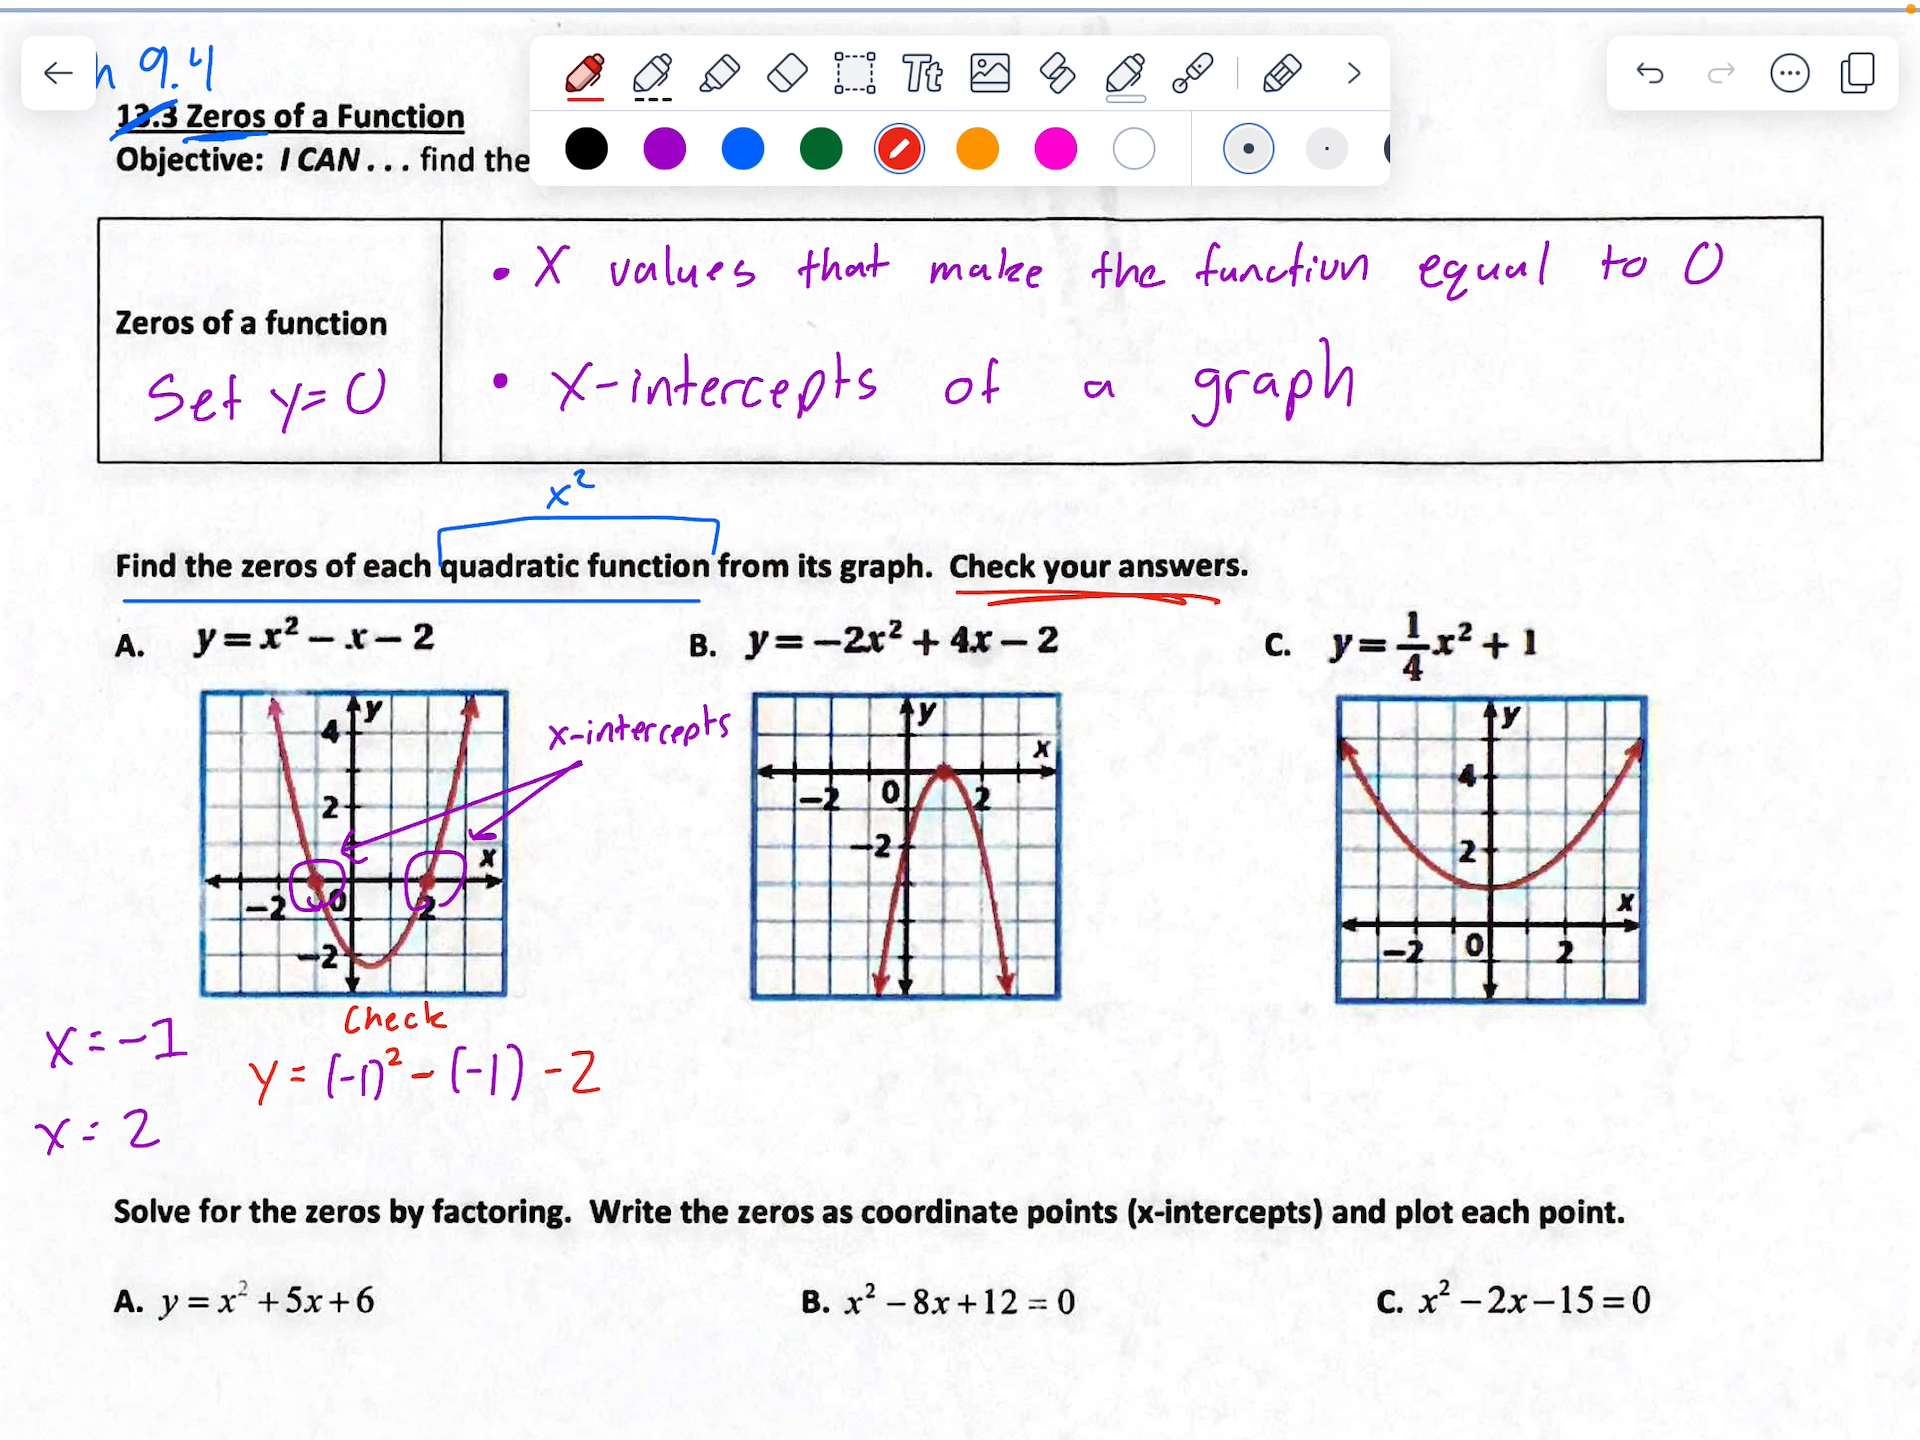 h 9.4
Tt
13.3 Zeros of a Function
Objective: I CAN . . . find the
Zeros of a function
Set y = 0
• X values that make the function equal to 0
• X-intercepts of a graph
x²
Find the zeros of each quadratic function from its graph. Check your answers.
A. y = x² – x – 2
B. y = –2x² + 4x – 2
C. y = 1/4 x² + 1
y
4
2
x
–2
0
2
–2
x-intercepts
y
x
–2
0
2
–2
y
4
2
x
–2
0
2
Check
x = -1
y = (-1)² - (-1) - 2
x = 2
Solve for the zeros by factoring. Write the zeros as coordinate points (x-intercepts) and plot each point.
A. y = x² + 5x + 6
B. x² – 8x + 12 = 0
C. x² – 2x – 15 = 0